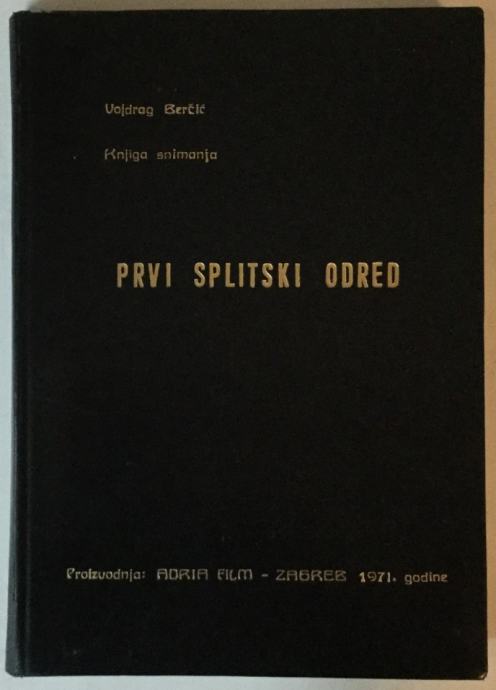 Vojdrag Berčić
Knjiga snimanja
PRVI SPLITSKI ODRED
Proizvodnja: ADRIA FILM - ZAGREB 1971. godine